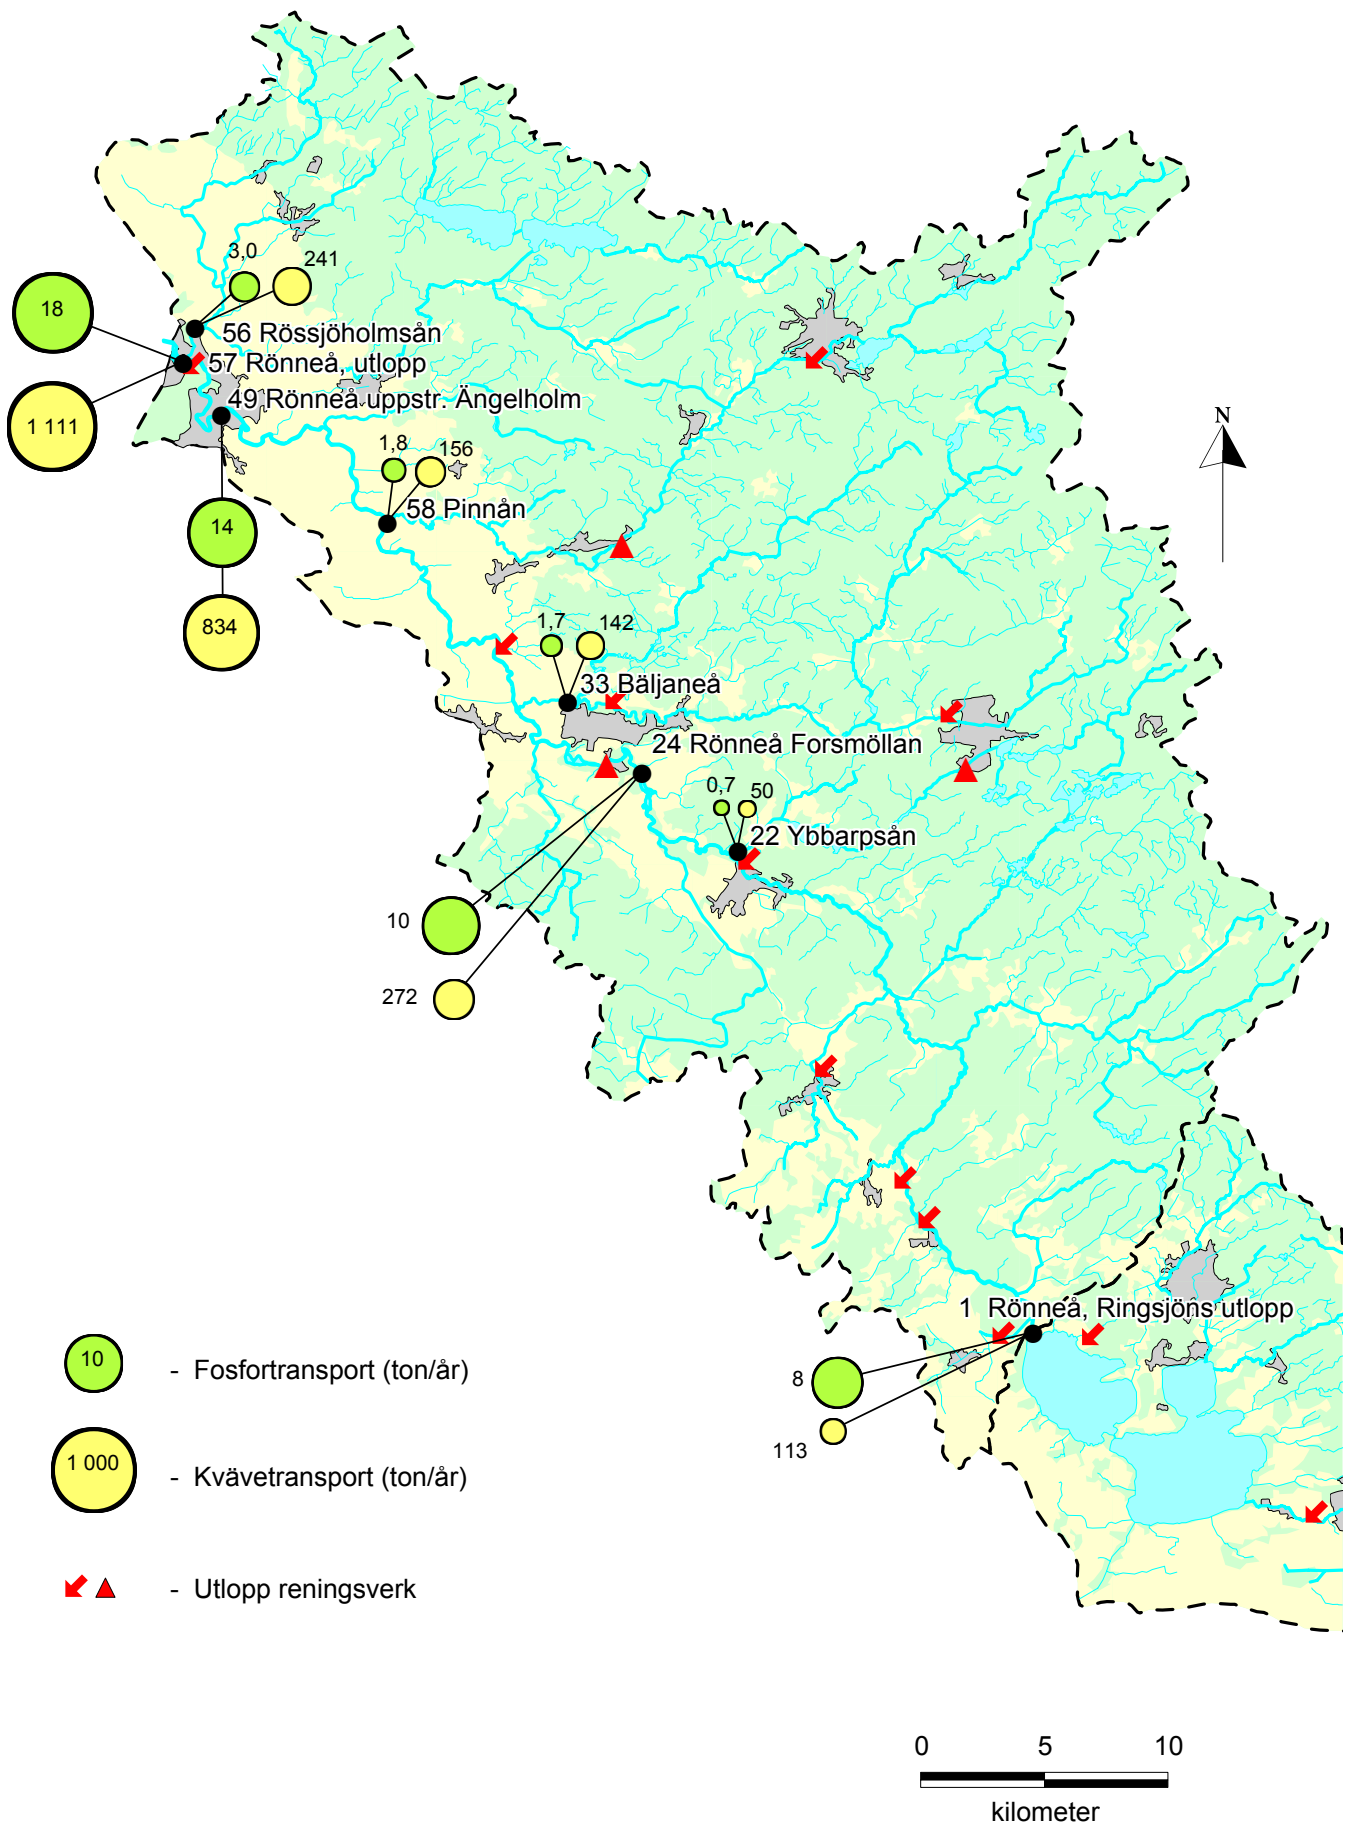 3,0
241
18
56 Rössjöholmsån
57 Rönneå, utlopp
49 Rönneå uppstr. Ängelholm
1 111
N
1,8
156
58 Pinnån
14
834
1,7
142
33 Bäljaneå
24 Rönneå Forsmöllan
0,7
50
22 Ybbarpsån
10
272
1 Rönneå, Ringsjöns utlopp
8
113
10
- Fosfortransport (ton/år)
1 000
- Kvävetransport (ton/år)
- Utlopp reningsverk
0 5 10
kilometer